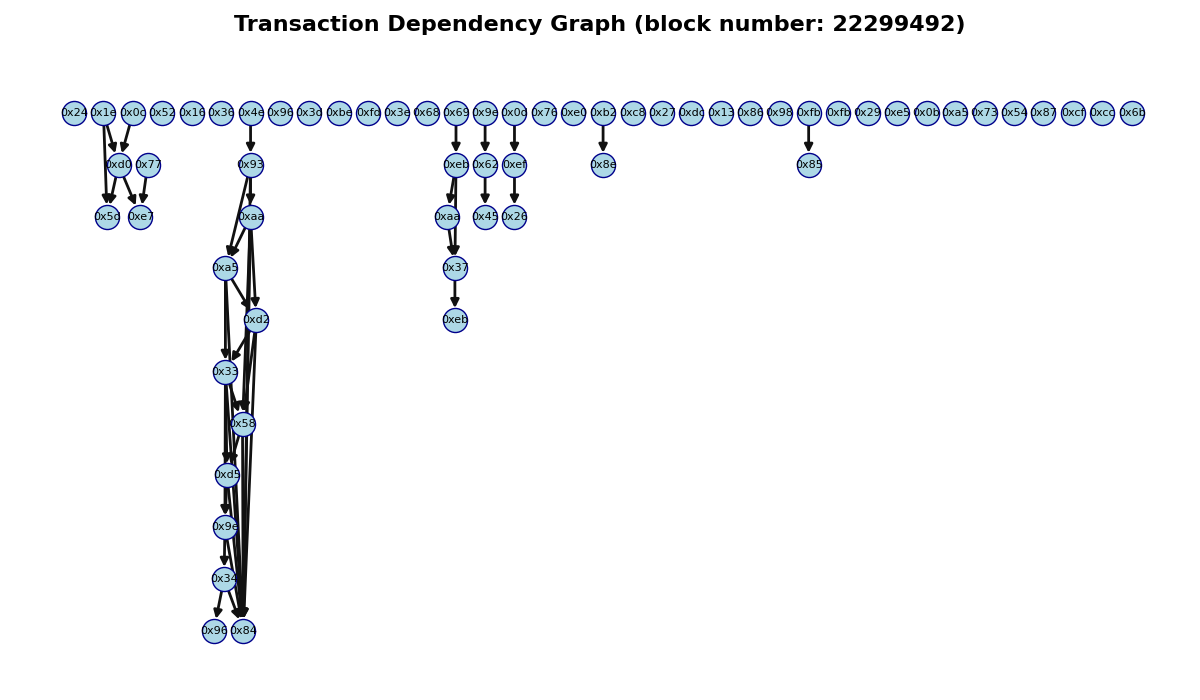 Transaction Dependency Graph (block number: 22299492)
0x24 0x1e 0x0c 0x52 0x16 0x36 0x4e 0x96 0x3d 0xbe 0xfd 0x3e 0x68 0x69 0x9e 0x0d 0x76 0xe0 0xb2 0xc8 0x27 0xdc 0x13 0x86 0x98 0xfb 0xfb 0x29 0xe5 0x0b 0xa5 0x73 0x54 0x87 0xcf 0xcc 0x6b
0xd0 0x77 0x93 0xeb 0x62 0xef 0x8e 0x85
0x5d 0xe7 0xaa 0xaa 0x45 0x26
0xa5 0x37
0xd2 0xeb
0x33
0x58
0xd5
0x9e
0x34
0x96 0x84